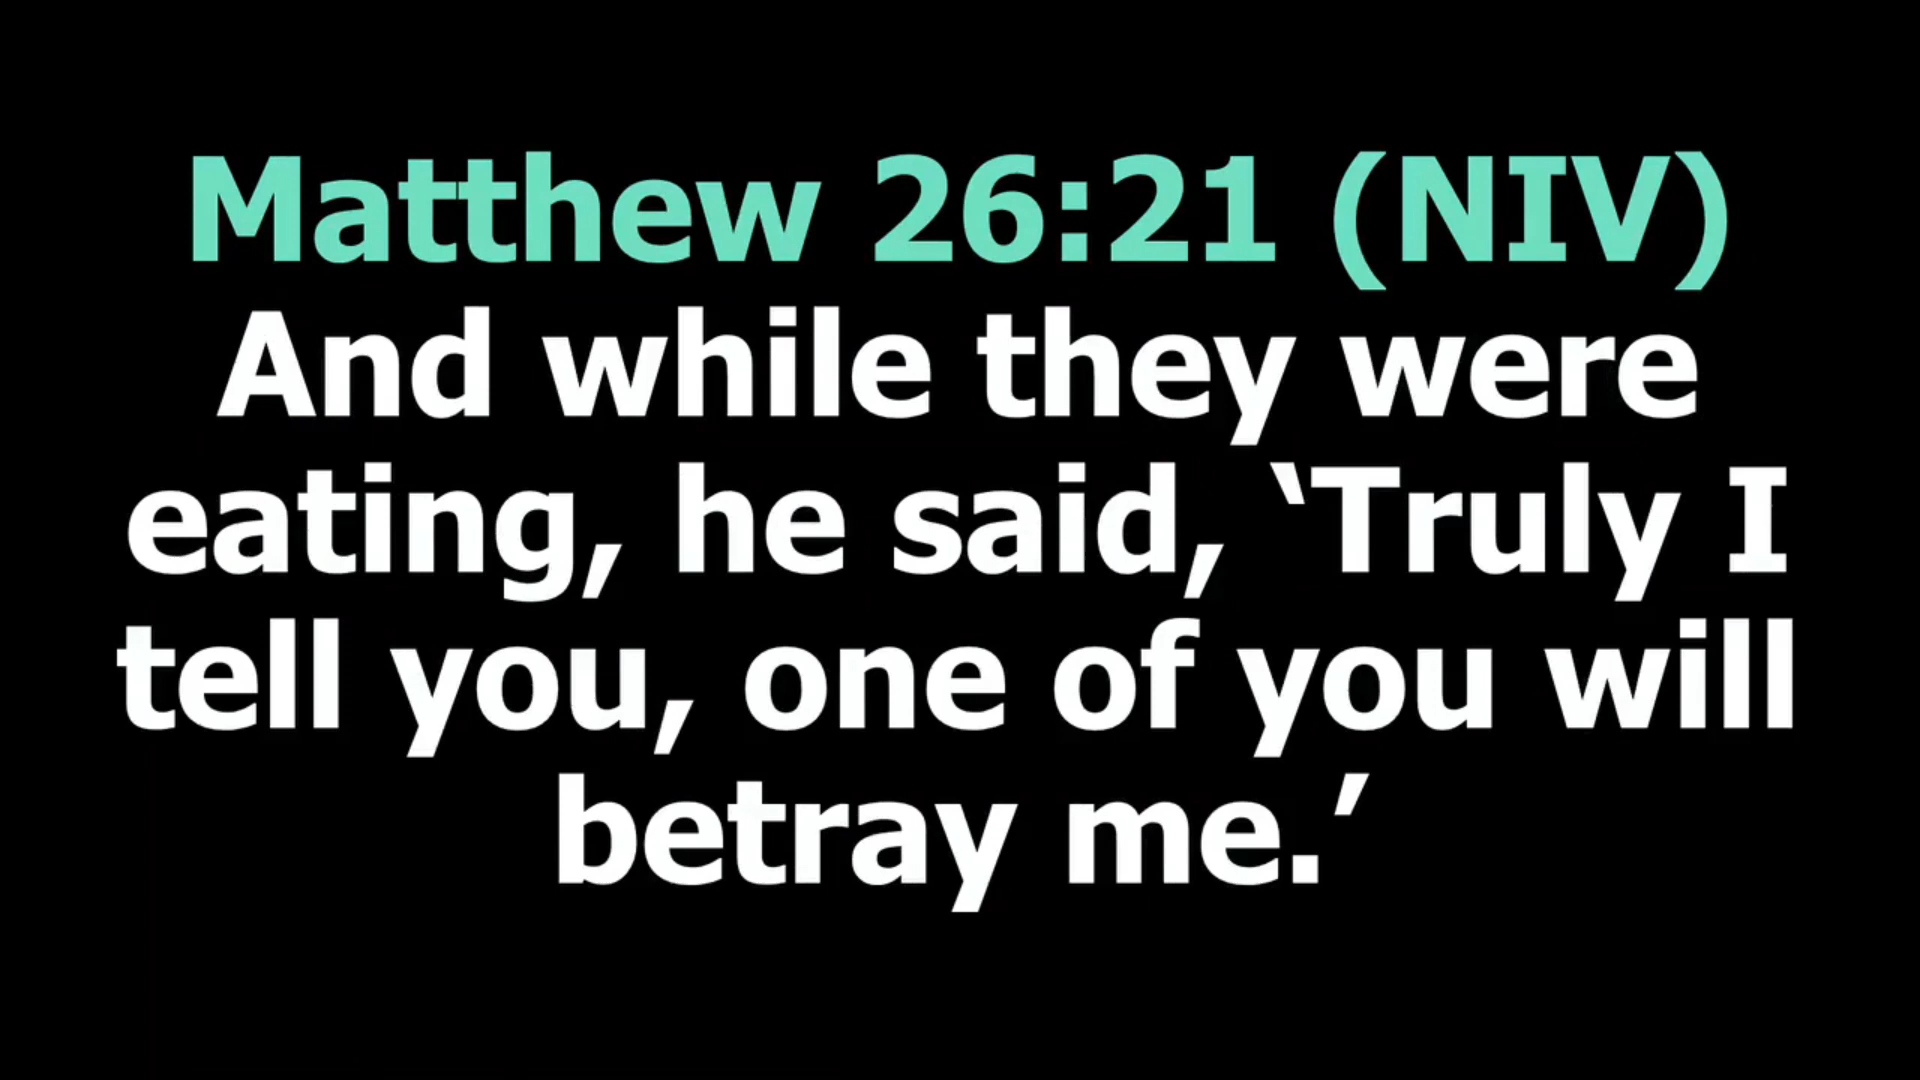 Matthew 26:21 (NIV)
And while they were
eating, he said, ‘Truly I
tell you, one of you will
betray me.’